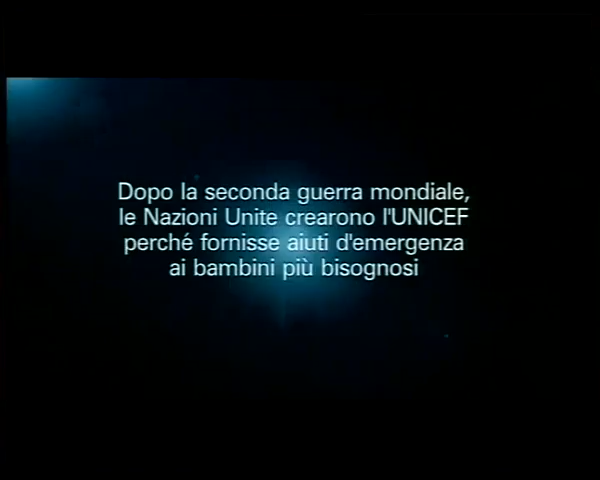 Dopo la seconda guerra mondiale,
le Nazioni Unite crearono l'UNICEF
perché fornisse aiuti d'emergenza
ai bambini più bisognosi